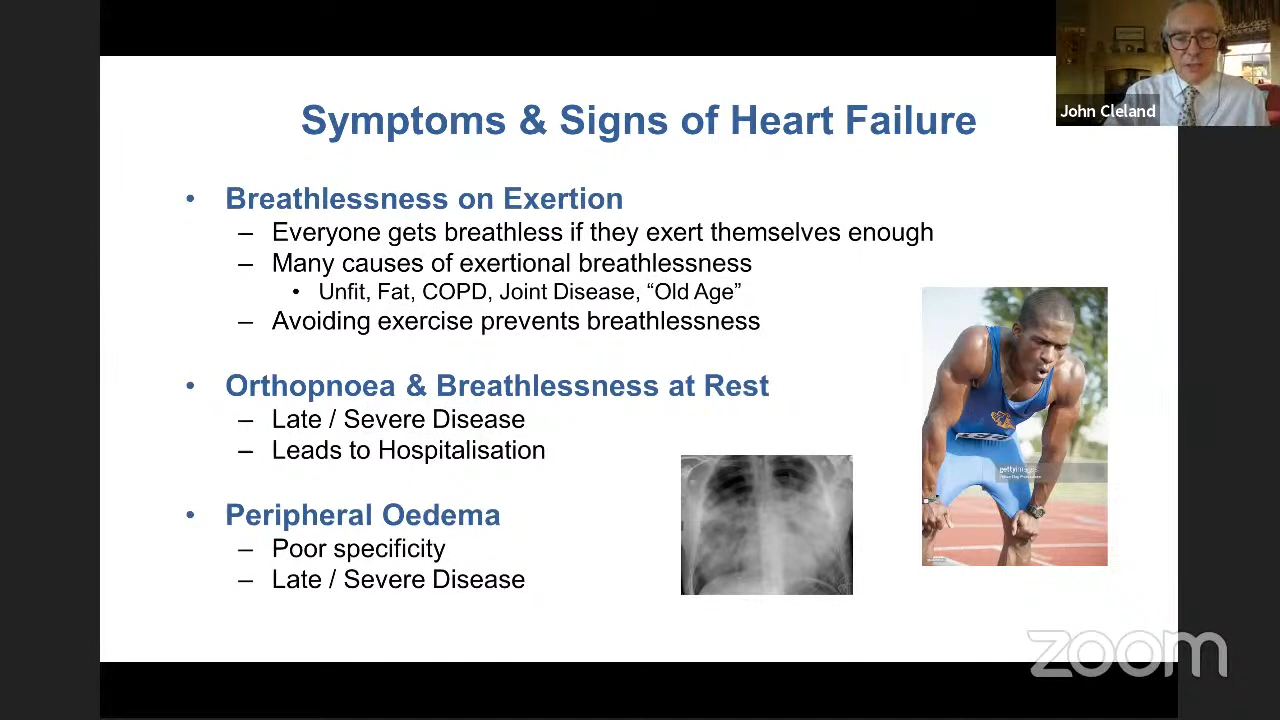 John Cleland
Symptoms & Signs of Heart Failure
• Breathlessness on Exertion
– Everyone gets breathless if they exert themselves enough
– Many causes of exertional breathlessness
• Unfit, Fat, COPD, Joint Disease, “Old Age”
– Avoiding exercise prevents breathlessness
• Orthopnoea & Breathlessness at Rest
– Late / Severe Disease
– Leads to Hospitalisation
• Peripheral Oedema
– Poor specificity
– Late / Severe Disease
gettyimages
zoom